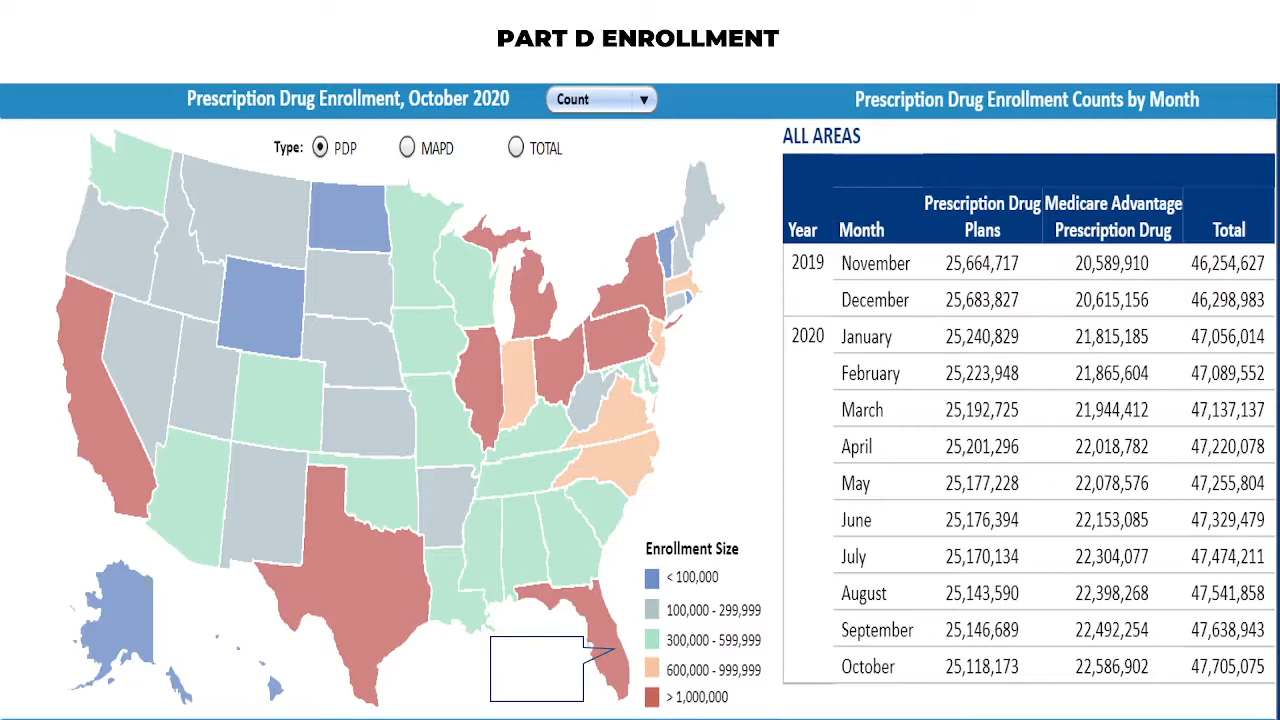 PART D ENROLLMENT
Prescription Drug Enrollment, October 2020
Count
Prescription Drug Enrollment Counts by Month
Type: PDP MAPD TOTAL
ALL AREAS
Prescription Drug Medicare Advantage
Year Month Plans Prescription Drug Total
2019 November 25,664,717 20,589,910 46,254,627
December 25,683,827 20,615,156 46,298,983
2020 January 25,240,829 21,815,185 47,056,014
February 25,223,948 21,865,604 47,089,552
March 25,192,725 21,944,412 47,137,137
April 25,201,296 22,018,782 47,220,078
May 25,177,228 22,078,576 47,255,804
June 25,176,394 22,153,085 47,329,479
July 25,170,134 22,304,077 47,474,211
August 25,143,590 22,398,268 47,541,858
September 25,146,689 22,492,254 47,638,943
October 25,118,173 22,586,902 47,705,075
Enrollment Size
< 100,000
100,000 - 299,999
300,000 - 599,999
600,000 - 999,999
> 1,000,000